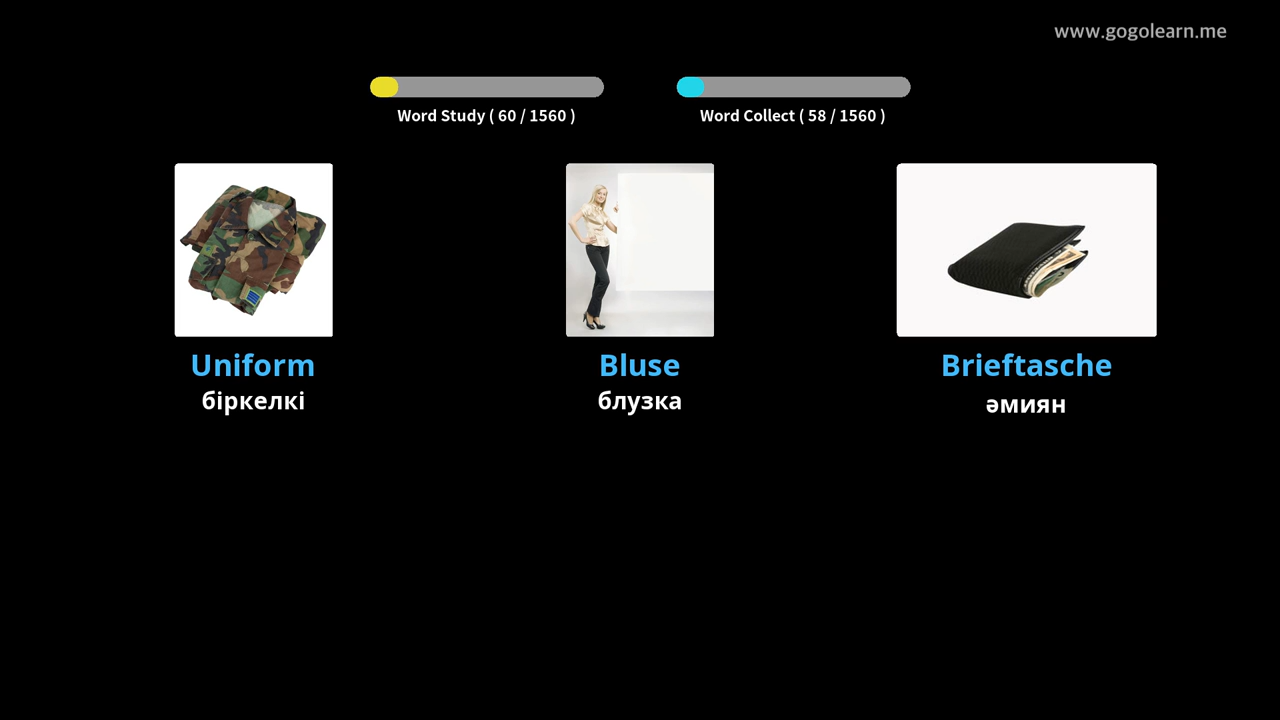 www.gogolearn.me
Word Study ( 60 / 1560 )
Word Collect ( 58 / 1560 )
Uniform
біркелкі
Bluse
блузка
Brieftasche
әмиян